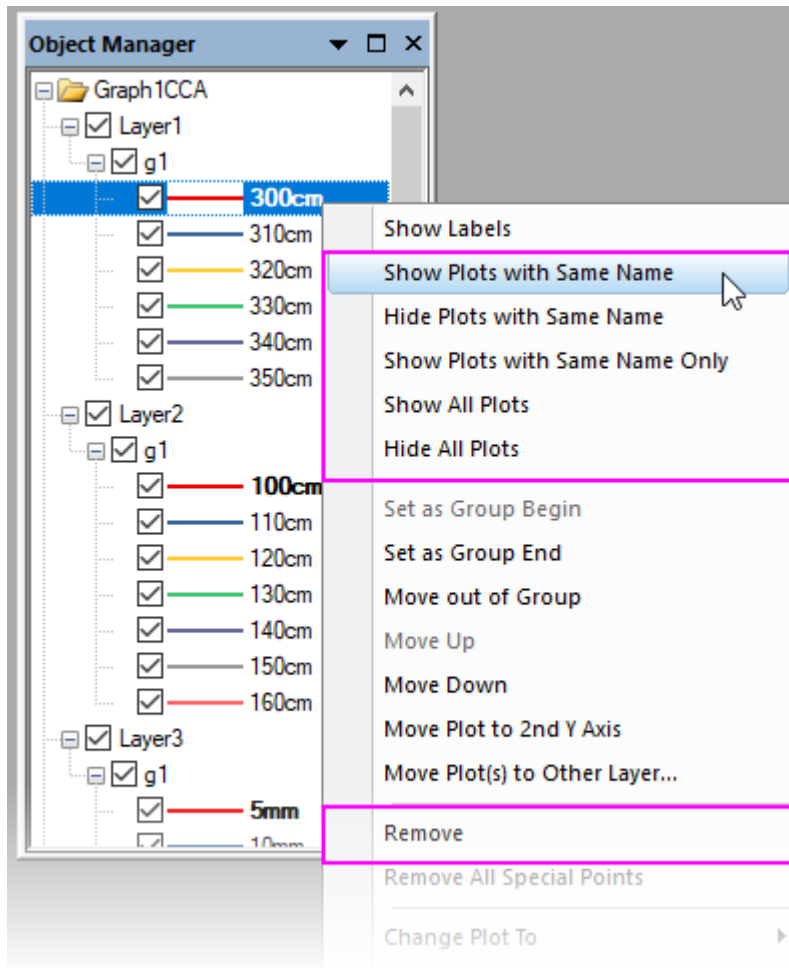 Object Manager
Graph1CCA
Layer1
g1
300cm
310cm
320cm
330cm
340cm
350cm
Layer2
g1
100cm
110cm
120cm
130cm
140cm
150cm
160cm
Layer3
g1
5mm
10mm
Show Labels
Show Plots with Same Name
Hide Plots with Same Name
Show Plots with Same Name Only
Show All Plots
Hide All Plots
Set as Group Begin
Set as Group End
Move out of Group
Move Up
Move Down
Move Plot to 2nd Y Axis
Move Plot(s) to Other Layer...
Remove
Remove All Special Points
Change Plot To